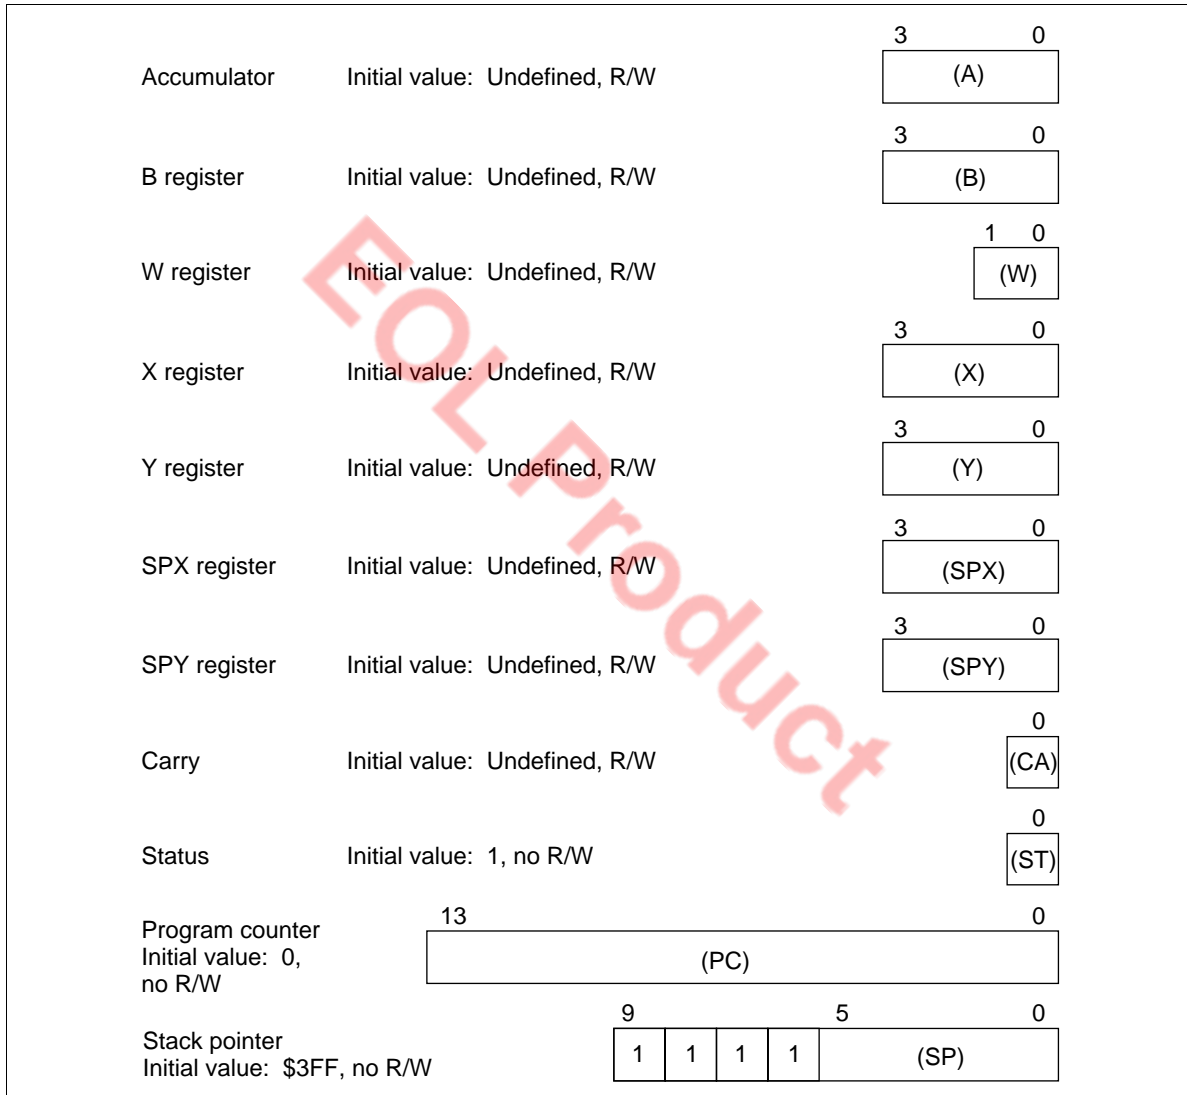 3 0
Accumulator Initial value: Undefined, R/W (A)
3 0
B register Initial value: Undefined, R/W (B)
1 0
W register Initial value: Undefined, R/W (W)
3 0
X register Initial value: Undefined, R/W (X)
3 0
Y register Initial value: Undefined, R/W (Y)
3 0
SPX register Initial value: Undefined, R/W (SPX)
3 0
SPY register Initial value: Undefined, R/W (SPY)
0
Carry Initial value: Undefined, R/W (CA)
0
Status Initial value: 1, no R/W (ST)
13 0
Program counter
Initial value: 0, (PC)
no R/W
9 5 0
Stack pointer 1 1 1 1 (SP)
Initial value: $3FF, no R/W
EOL Product